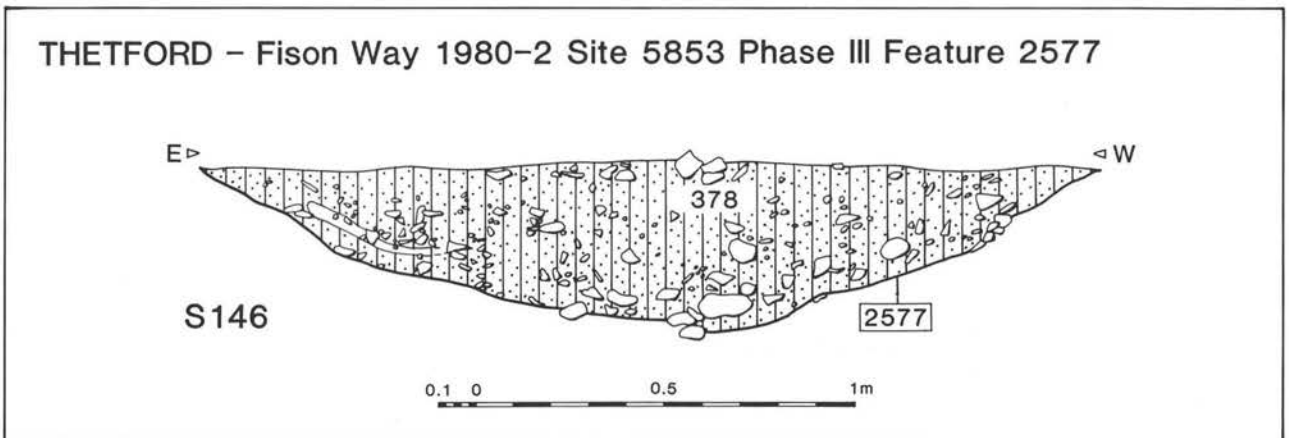 THETFORD - Fison Way 1980-2 Site 5853 Phase III Feature 2577
E W
378
S146
2577
0.1 0 0.5 1m